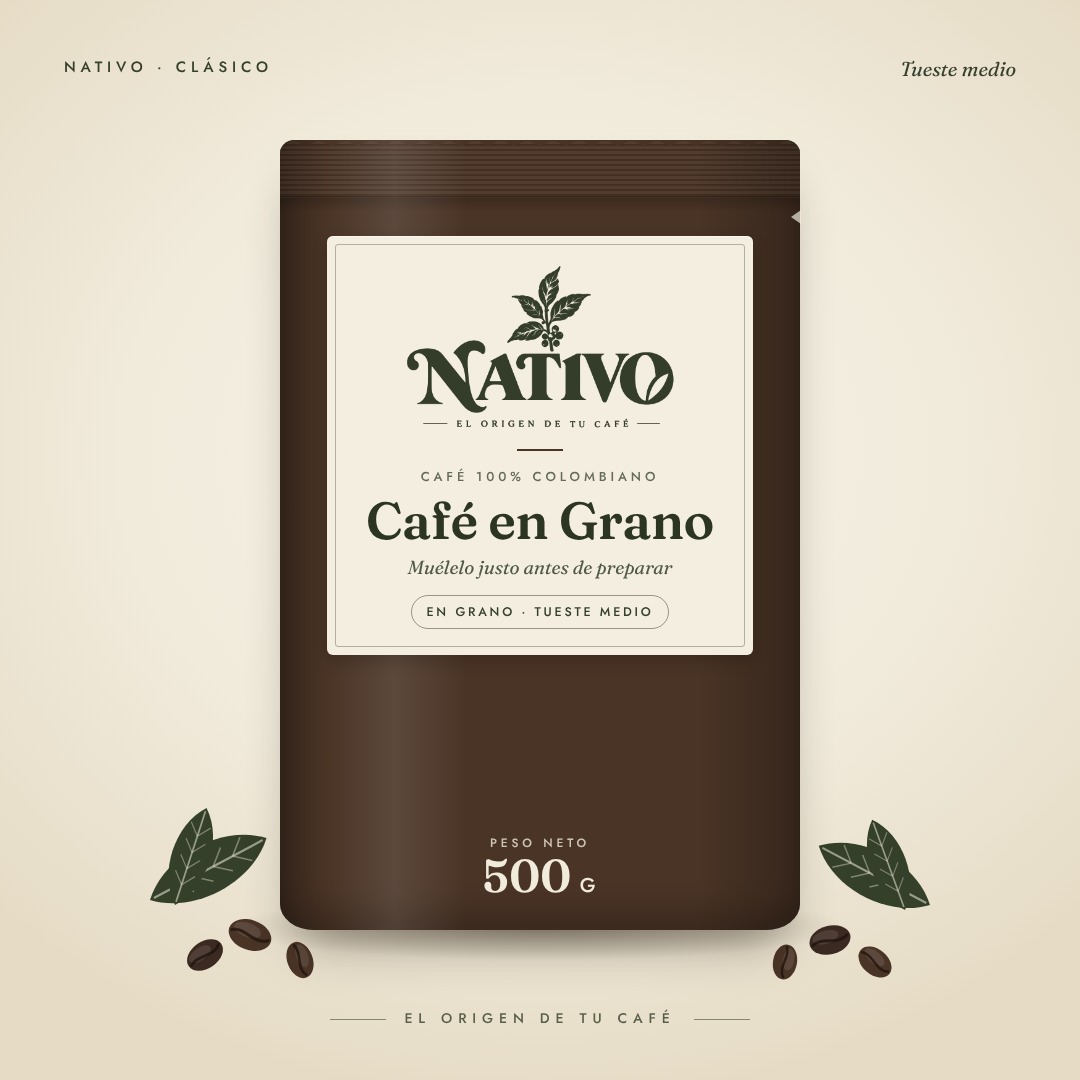 NATIVO · CLÁSICO
Tueste medio
NATIVO
EL ORIGEN DE TU CAFÉ
CAFÉ 100% COLOMBIANO
Café en Grano
Muélelo justo antes de preparar
EN GRANO · TUESTE MEDIO
PESO NETO
500 G
EL ORIGEN DE TU CAFÉ